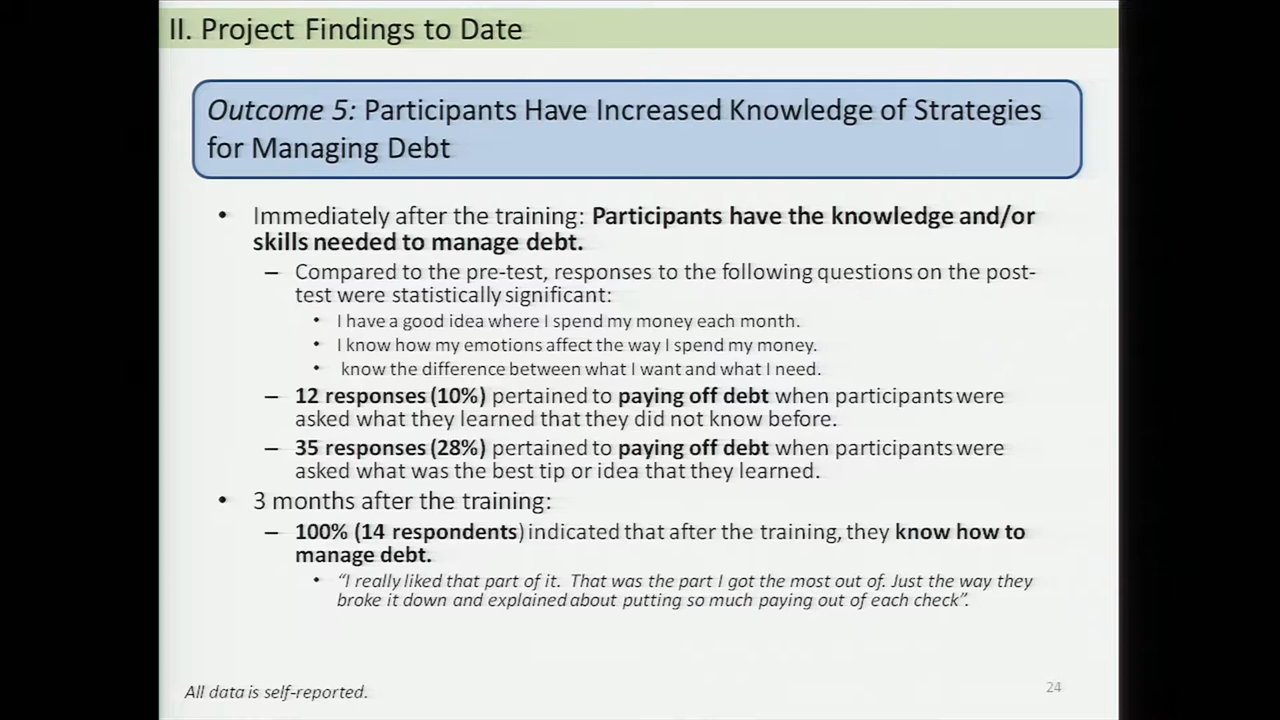 II. Project Findings to Date
Outcome 5: Participants Have Increased Knowledge of Strategies
for Managing Debt
• Immediately after the training: Participants have the knowledge and/or
skills needed to manage debt.
– Compared to the pre-test, responses to the following questions on the post-
test were statistically significant:
• I have a good idea where I spend my money each month.
• I know how my emotions affect the way I spend my money.
• know the difference between what I want and what I need.
– 12 responses (10%) pertained to paying off debt when participants were
asked what they learned that they did not know before.
– 35 responses (28%) pertained to paying off debt when participants were
asked what was the best tip or idea that they learned.
• 3 months after the training:
– 100% (14 respondents) indicated that after the training, they know how to
manage debt.
• “I really liked that part of it. That was the part I got the most out of. Just the way they
broke it down and explained about putting so much paying out of each check”.
All data is self-reported.
24